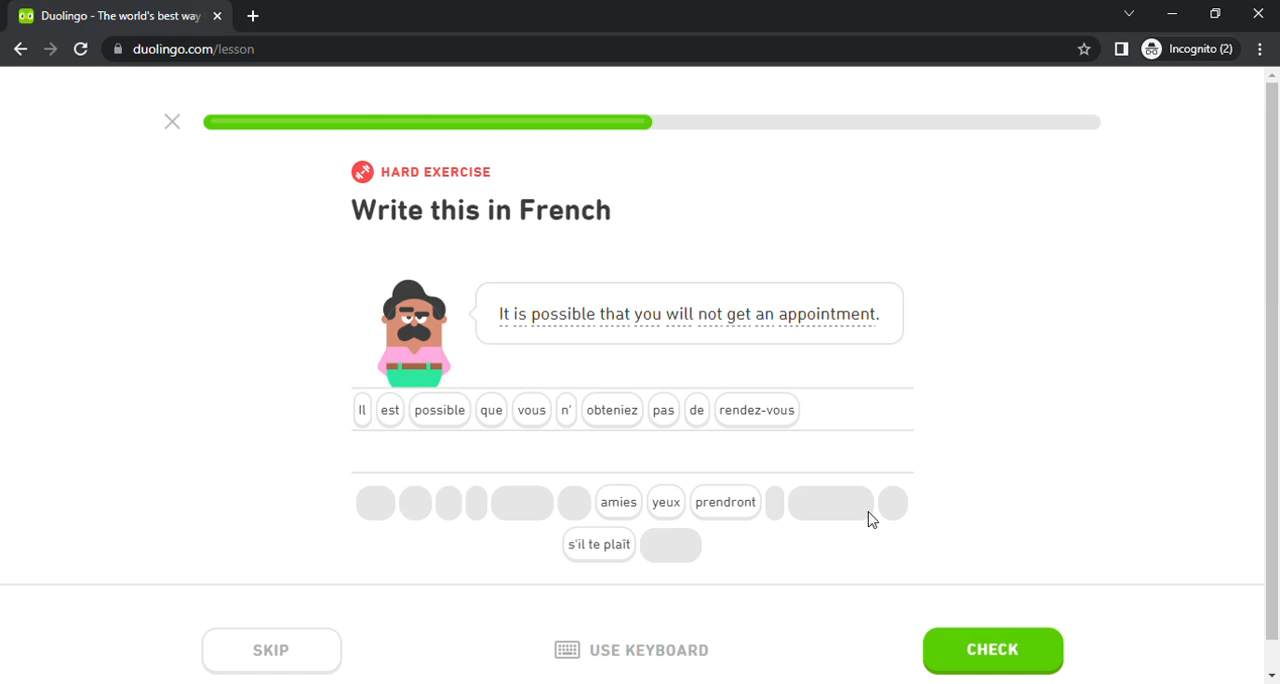 Duolingo - The world's best way
duolingo.com/lesson
Incognito (2)
HARD EXERCISE
Write this in French
It is possible that you will not get an appointment.
Il est possible que vous n' obteniez pas de rendez-vous
amies yeux prendront
s'il te plaît
SKIP
USE KEYBOARD
CHECK